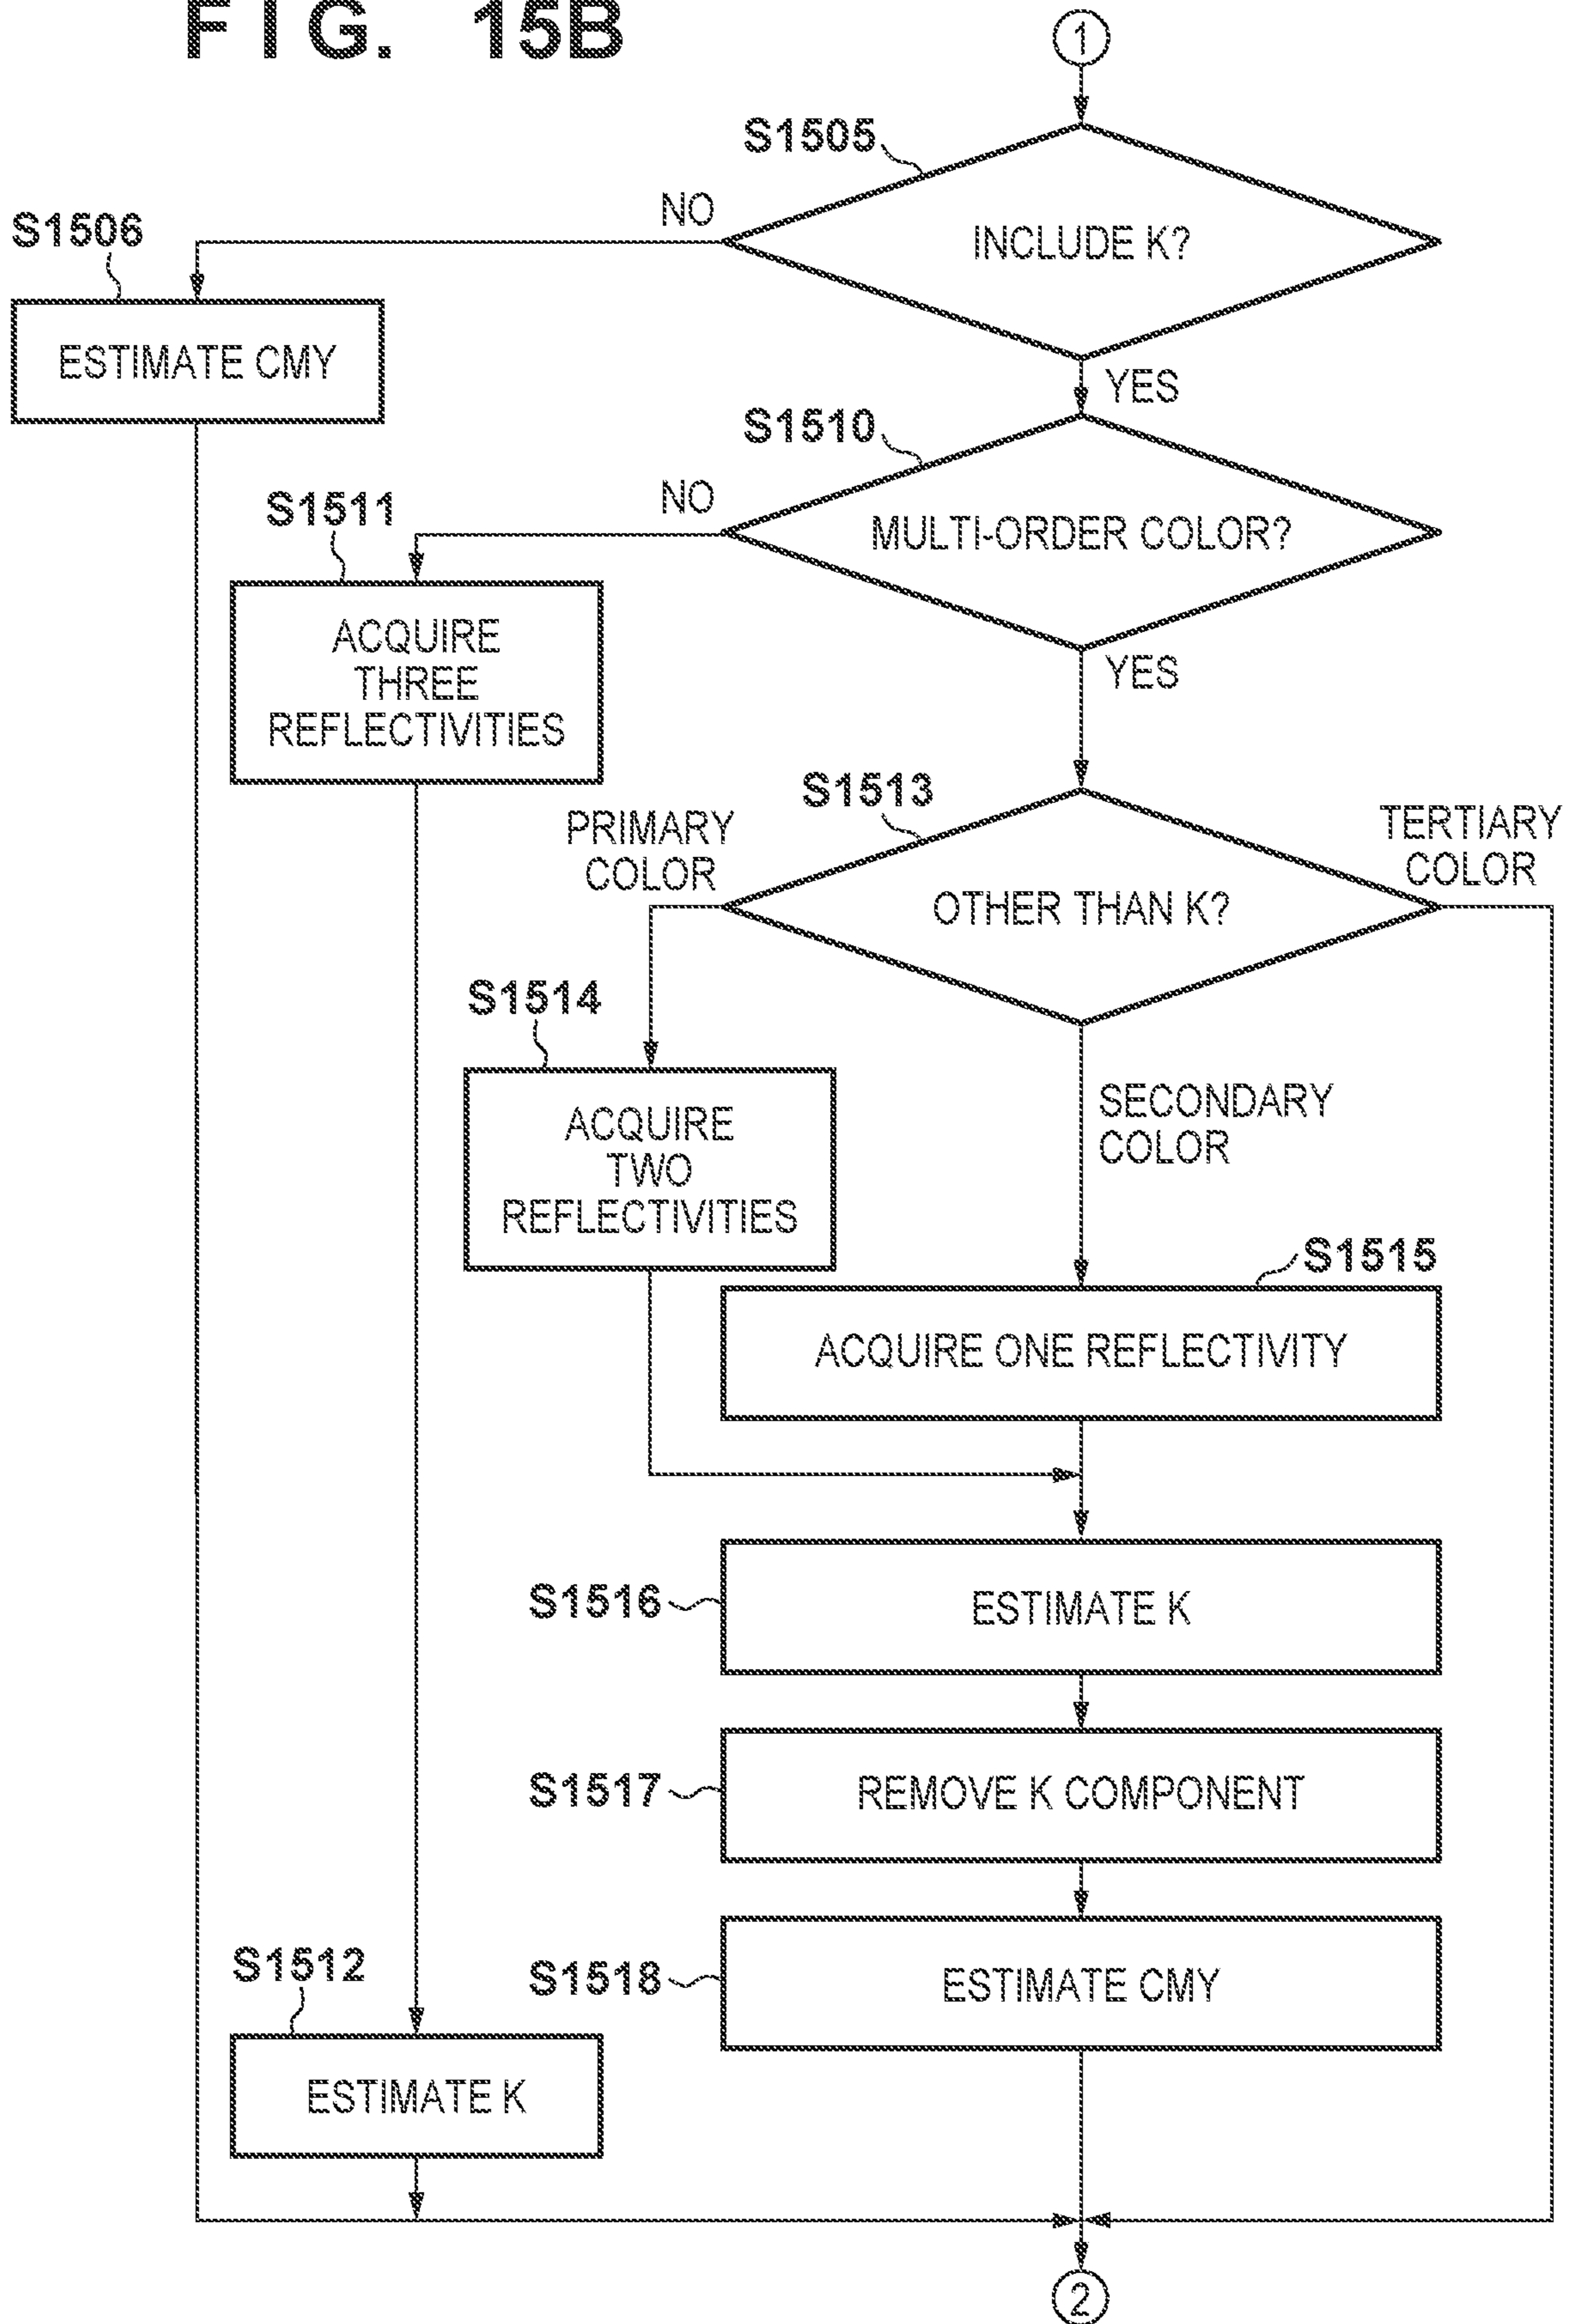 FIG. 15B
1
S1505
NO
INCLUDE K?
S1506
ESTIMATE CMY
YES
S1510
NO
MULTI-ORDER COLOR?
S1511
ACQUIRE
THREE
REFLECTIVITIES
YES
S1513
PRIMARY
COLOR
TERTIARY
COLOR
OTHER THAN K?
S1514
ACQUIRE
TWO
REFLECTIVITIES
SECONDARY
COLOR
S1515
ACQUIRE ONE REFLECTIVITY
S1516
ESTIMATE K
S1517
REMOVE K COMPONENT
S1518
ESTIMATE CMY
S1512
ESTIMATE K
2